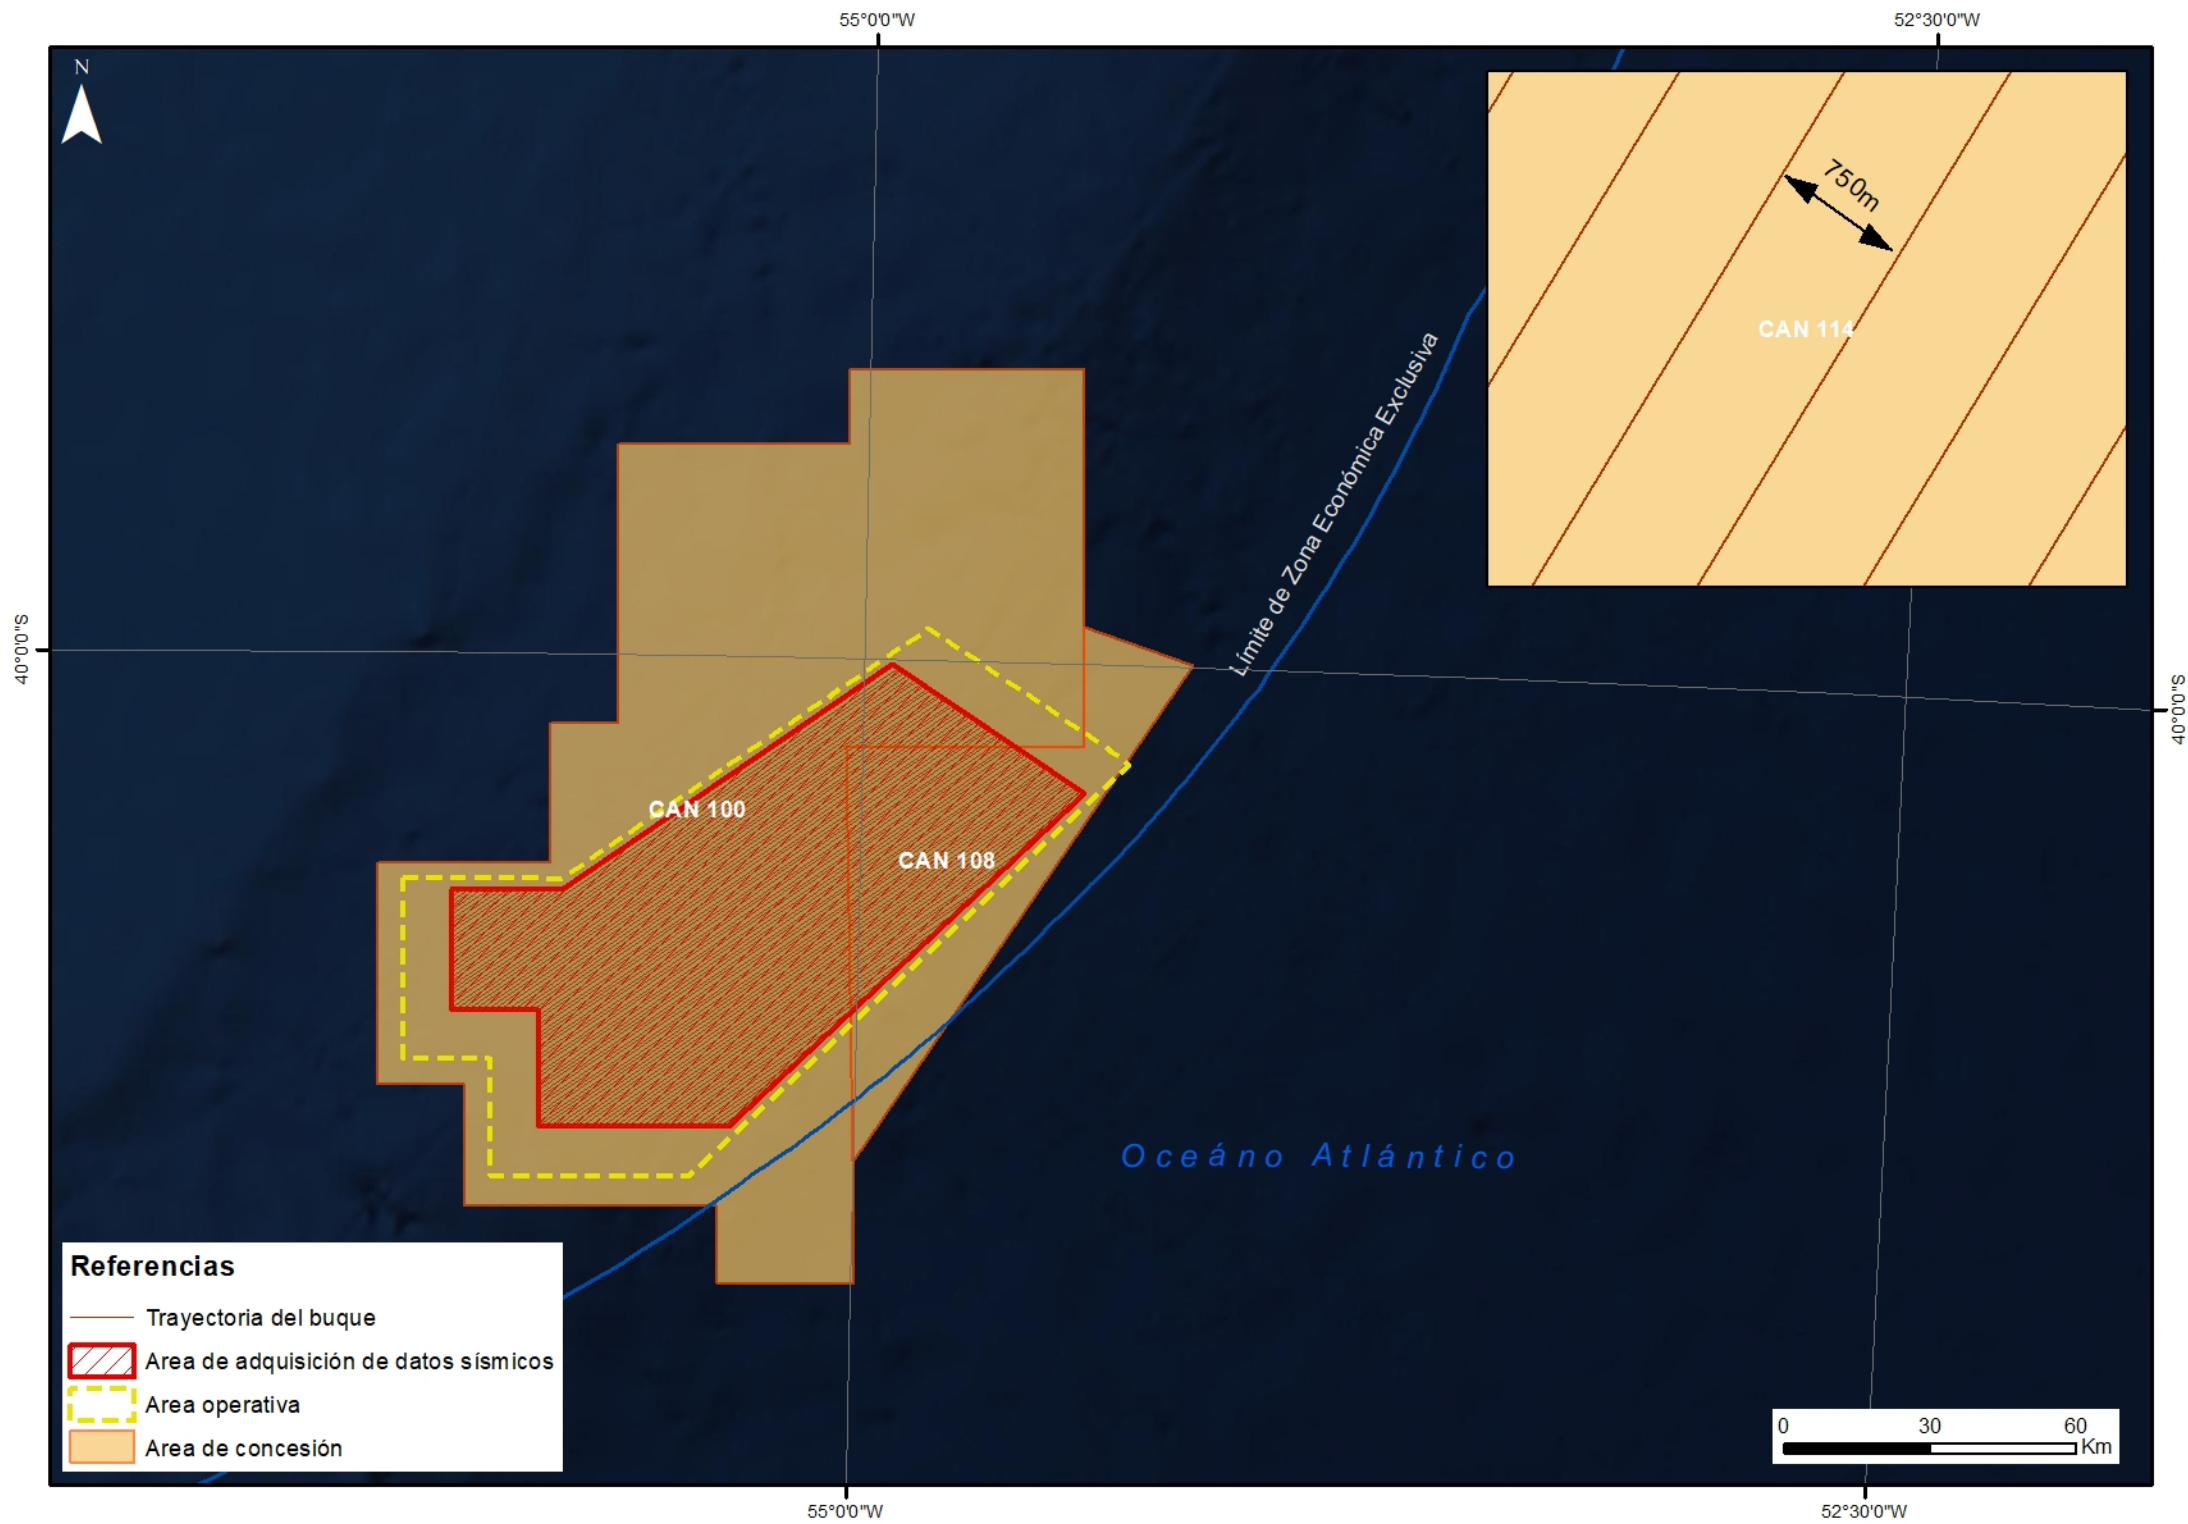 55°0'0"W
52°30'0"W
N
750m
CAN 114
Límite de Zona Económica Exclusiva
40°0'0"S
40°0'0"S
CAN 100
CAN 108
Oceáno Atlántico
Referencias
Trayectoria del buque
Area de adquisición de datos sísmicos
Area operativa
Area de concesión
0 30 60
Km
55°0'0"W
52°30'0"W